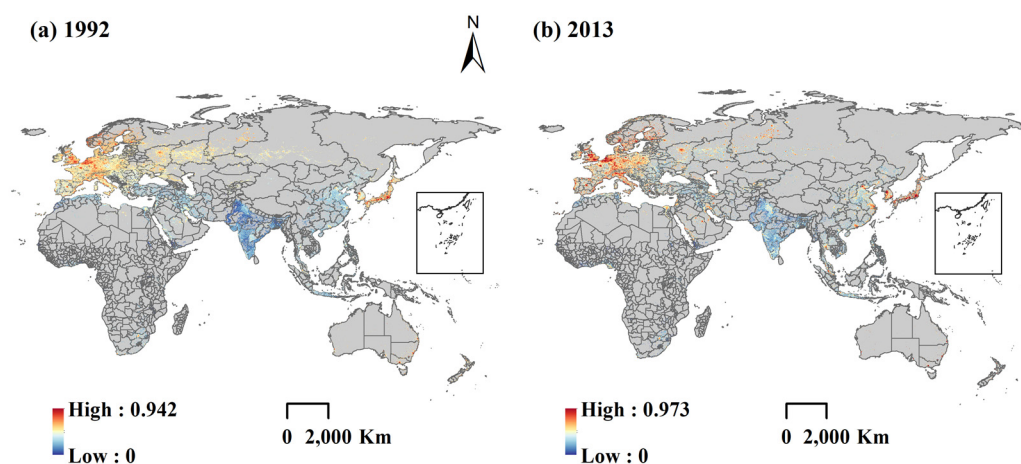 (a) 1992
N
(b) 2013
High : 0.942
Low : 0
0 2,000 Km
High : 0.973
Low : 0
0 2,000 Km